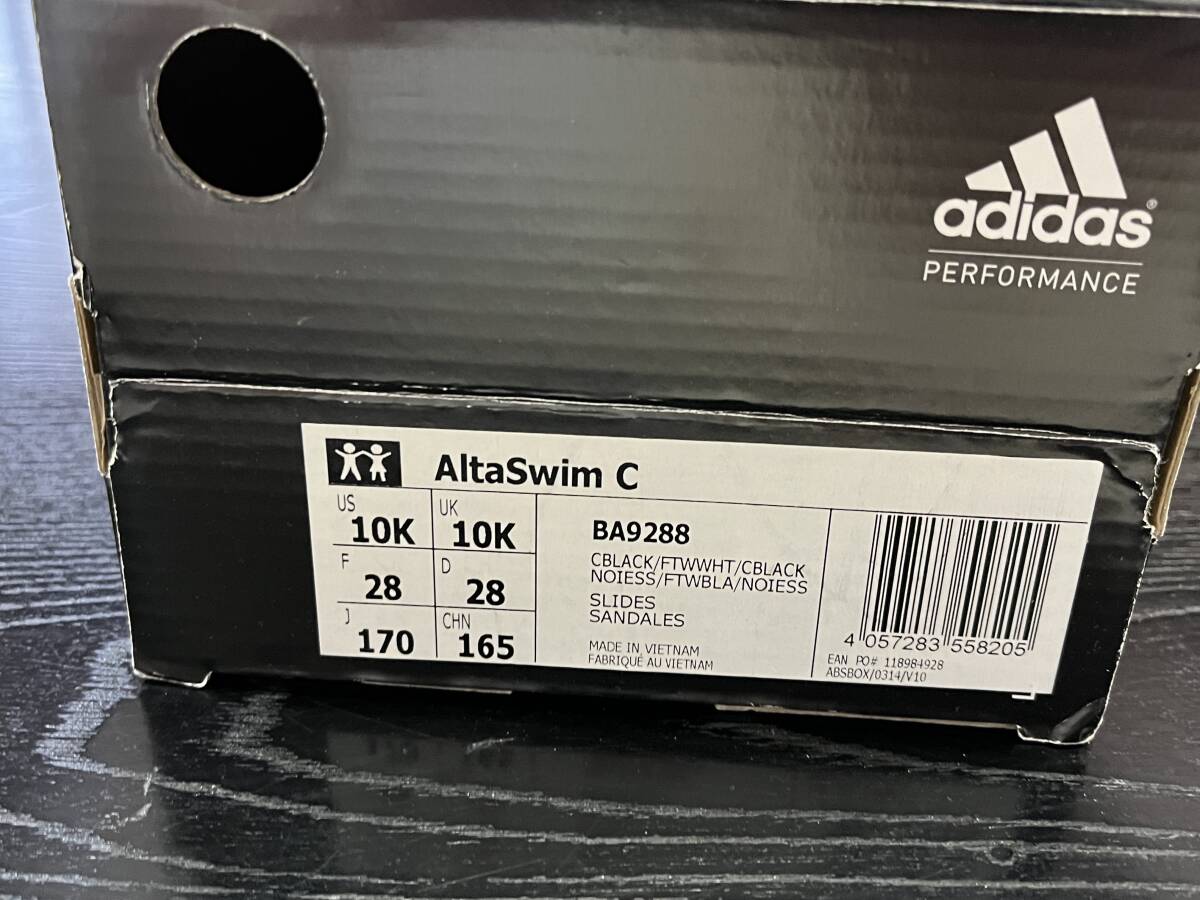 adidas®
PERFORMANCE
AltaSwim C
US 10K UK 10K
F 28 D 28
J 170 CHN 165
BA9288
CBLACK/FTWWHT/CBLACK
NOIESS/FTWBLA/NOIESS
SLIDES
SANDALES
MADE IN VIETNAM
FABRIQUÉ AU VIETNAM
4 057283 558205
EAN PO# 118984928
ABSBOX/0314/V10